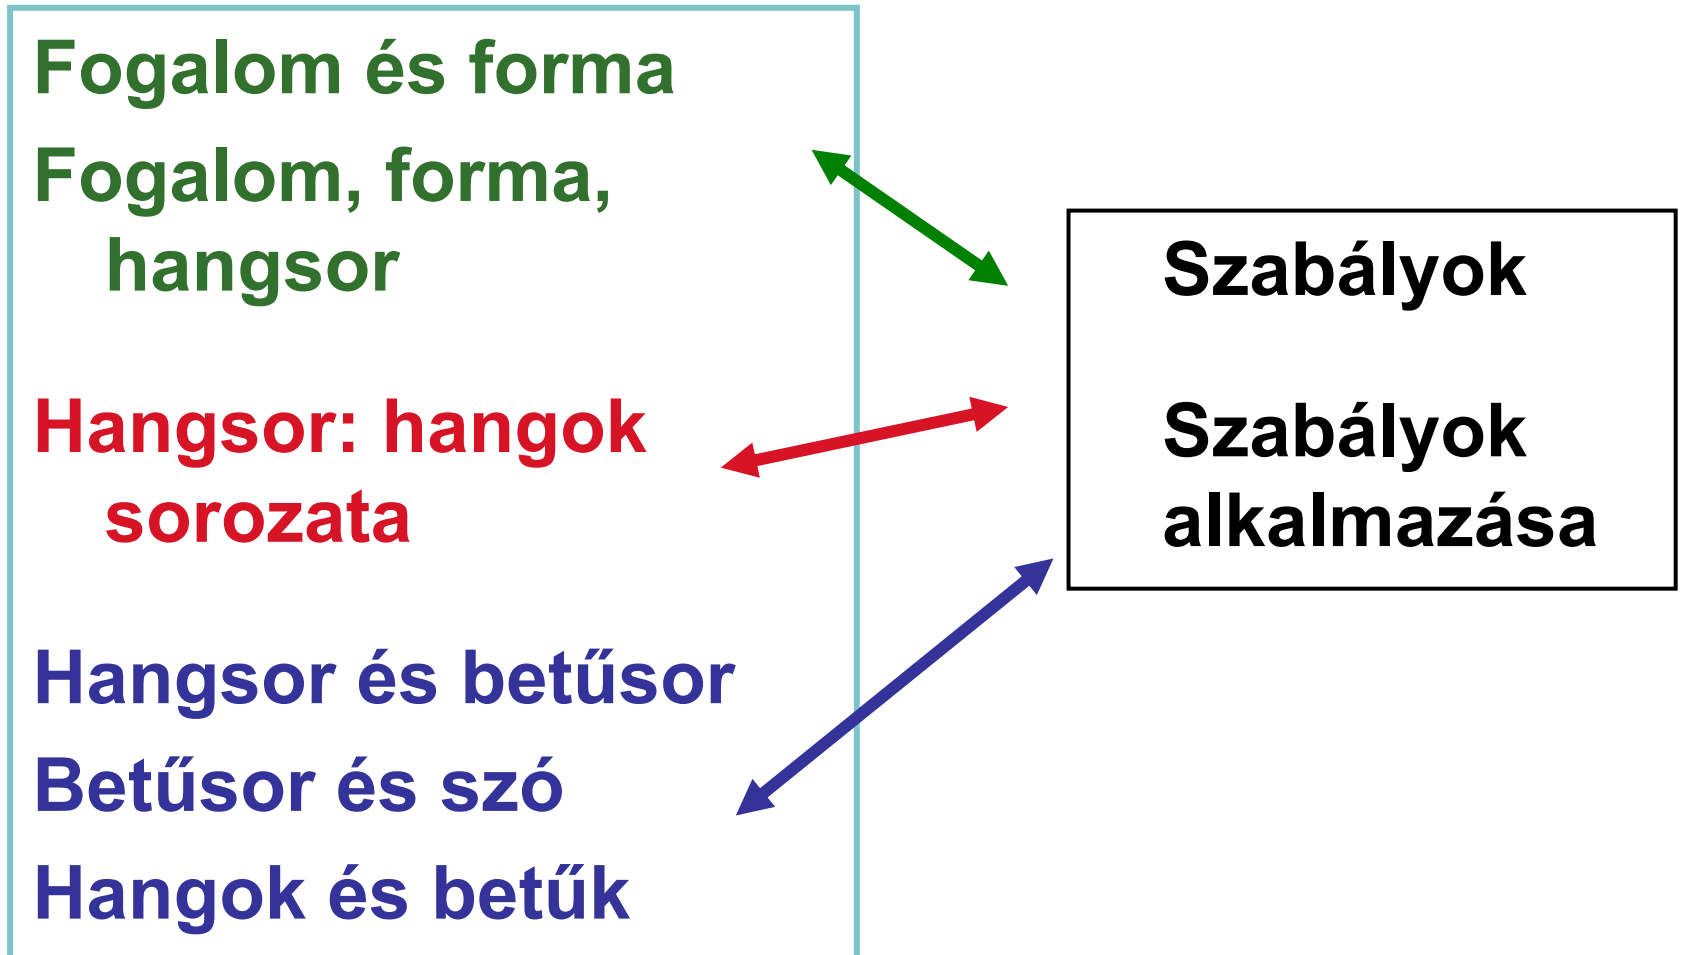 Fogalom és forma
Fogalom, forma,
hangsor
Hangsor: hangok
sorozata
Hangsor és betűsor
Betűsor és szó
Hangok és betűk
Szabályok
Szabályok
alkalmazása